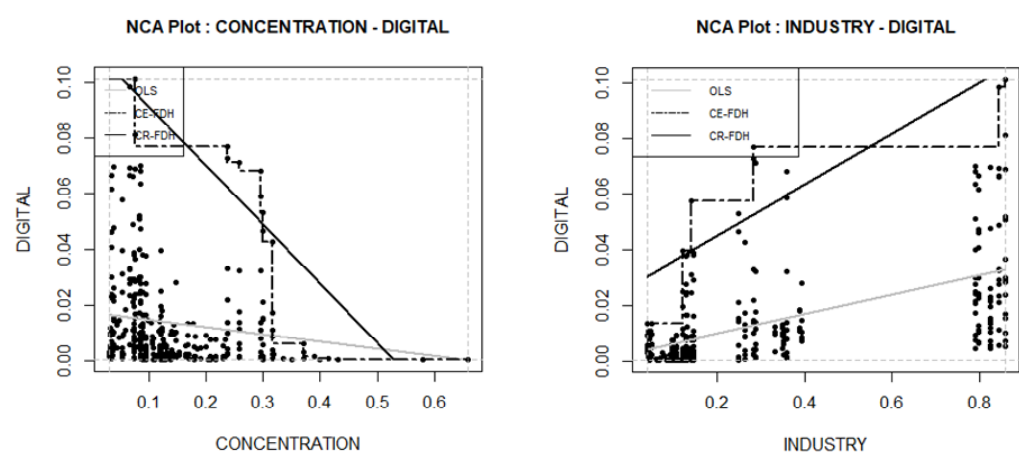 NCA Plot : CONCENTRATION - DIGITAL
DIGITAL
0.00 0.02 0.04 0.06 0.08 0.10
OLS
CE-FDH
CR-FDH
0.1 0.2 0.3 0.4 0.5 0.6
CONCENTRATION
NCA Plot : INDUSTRY - DIGITAL
DIGITAL
0.00 0.02 0.04 0.06 0.08 0.10
OLS
CE-FDH
CR-FDH
0.2 0.4 0.6 0.8
INDUSTRY